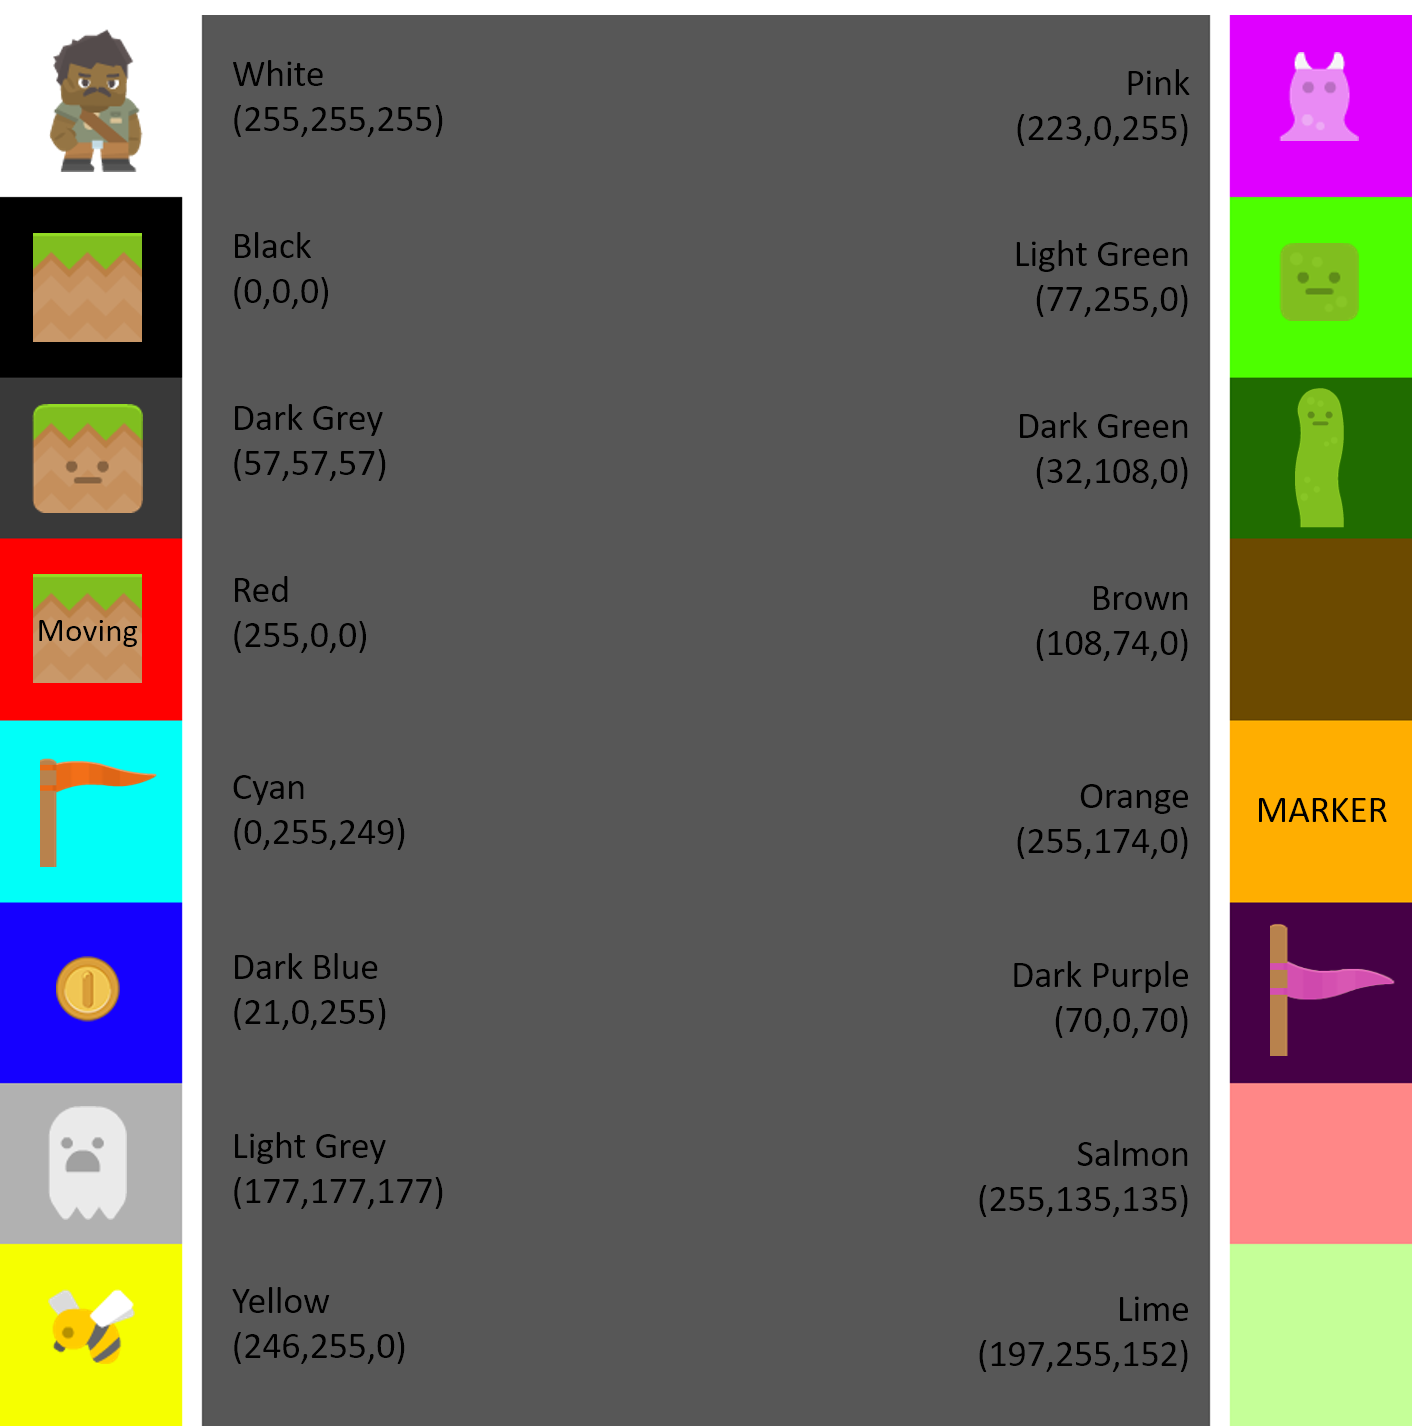 White
(255,255,255)
Black
(0,0,0)
Dark Grey
(57,57,57)
Red
(255,0,0)
Moving
Cyan
(0,255,249)
Dark Blue
(21,0,255)
Light Grey
(177,177,177)
Yellow
(246,255,0)
Pink
(223,0,255)
Light Green
(77,255,0)
Dark Green
(32,108,0)
Brown
(108,74,0)
Orange
(255,174,0)
MARKER
Dark Purple
(70,0,70)
Salmon
(255,135,135)
Lime
(197,255,152)